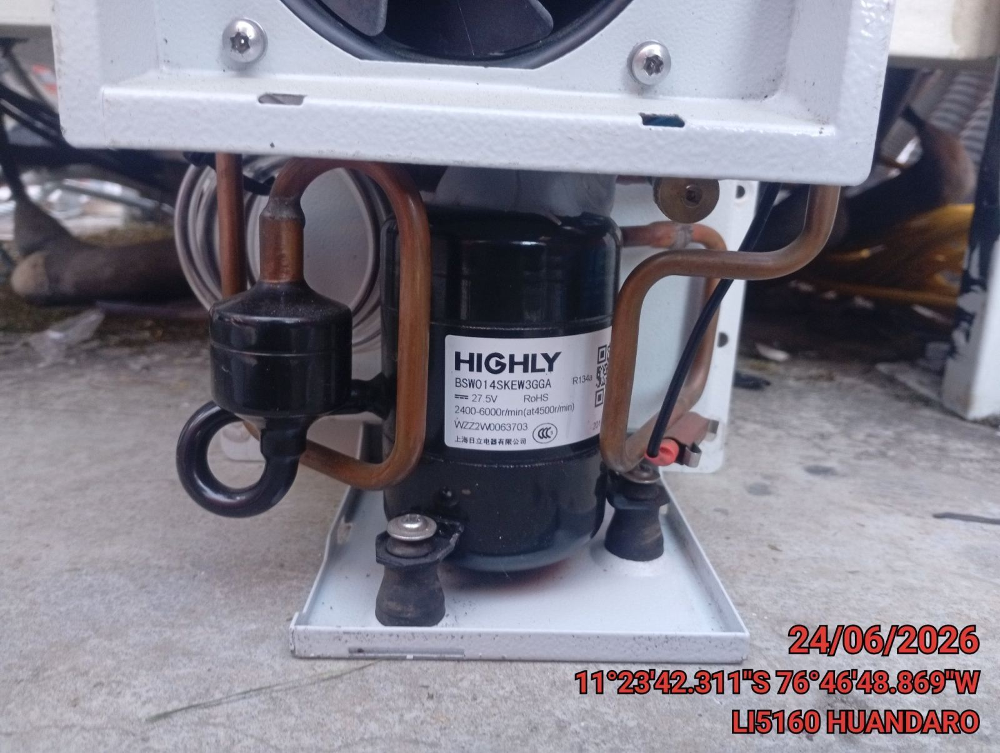 HIGHLY
BSW014SKEW3GGA R134a
27.5V RoHS
2400-6000r/min(at4500r/min)
WZZ2W0063703
上海日立电器有限公司
24/06/2026
11°23'42.311"S 76°46'48.869"W
LI5160 HUANDARO